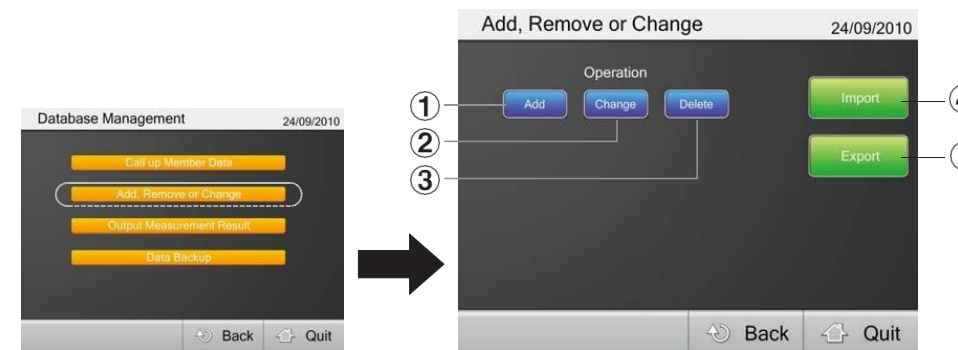 Database Management 24/09/2010
Call up Member Data
Add, Remove or Change
Output Measurement Result
Data Backup
Back Quit
Add, Remove or Change 24/09/2010
Operation
Add Change Delete
Import
Export
①
②
③
Back Quit